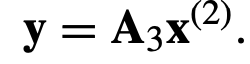 y = A₃x⁽²⁾.